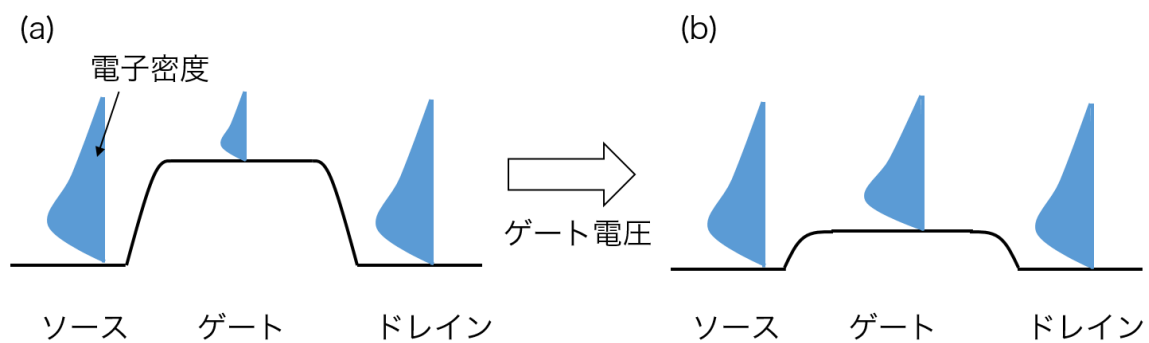 (a)
(b)
電子密度
ゲート電圧
ソース
ゲート
ドレイン
ソース
ゲート
ドレイン